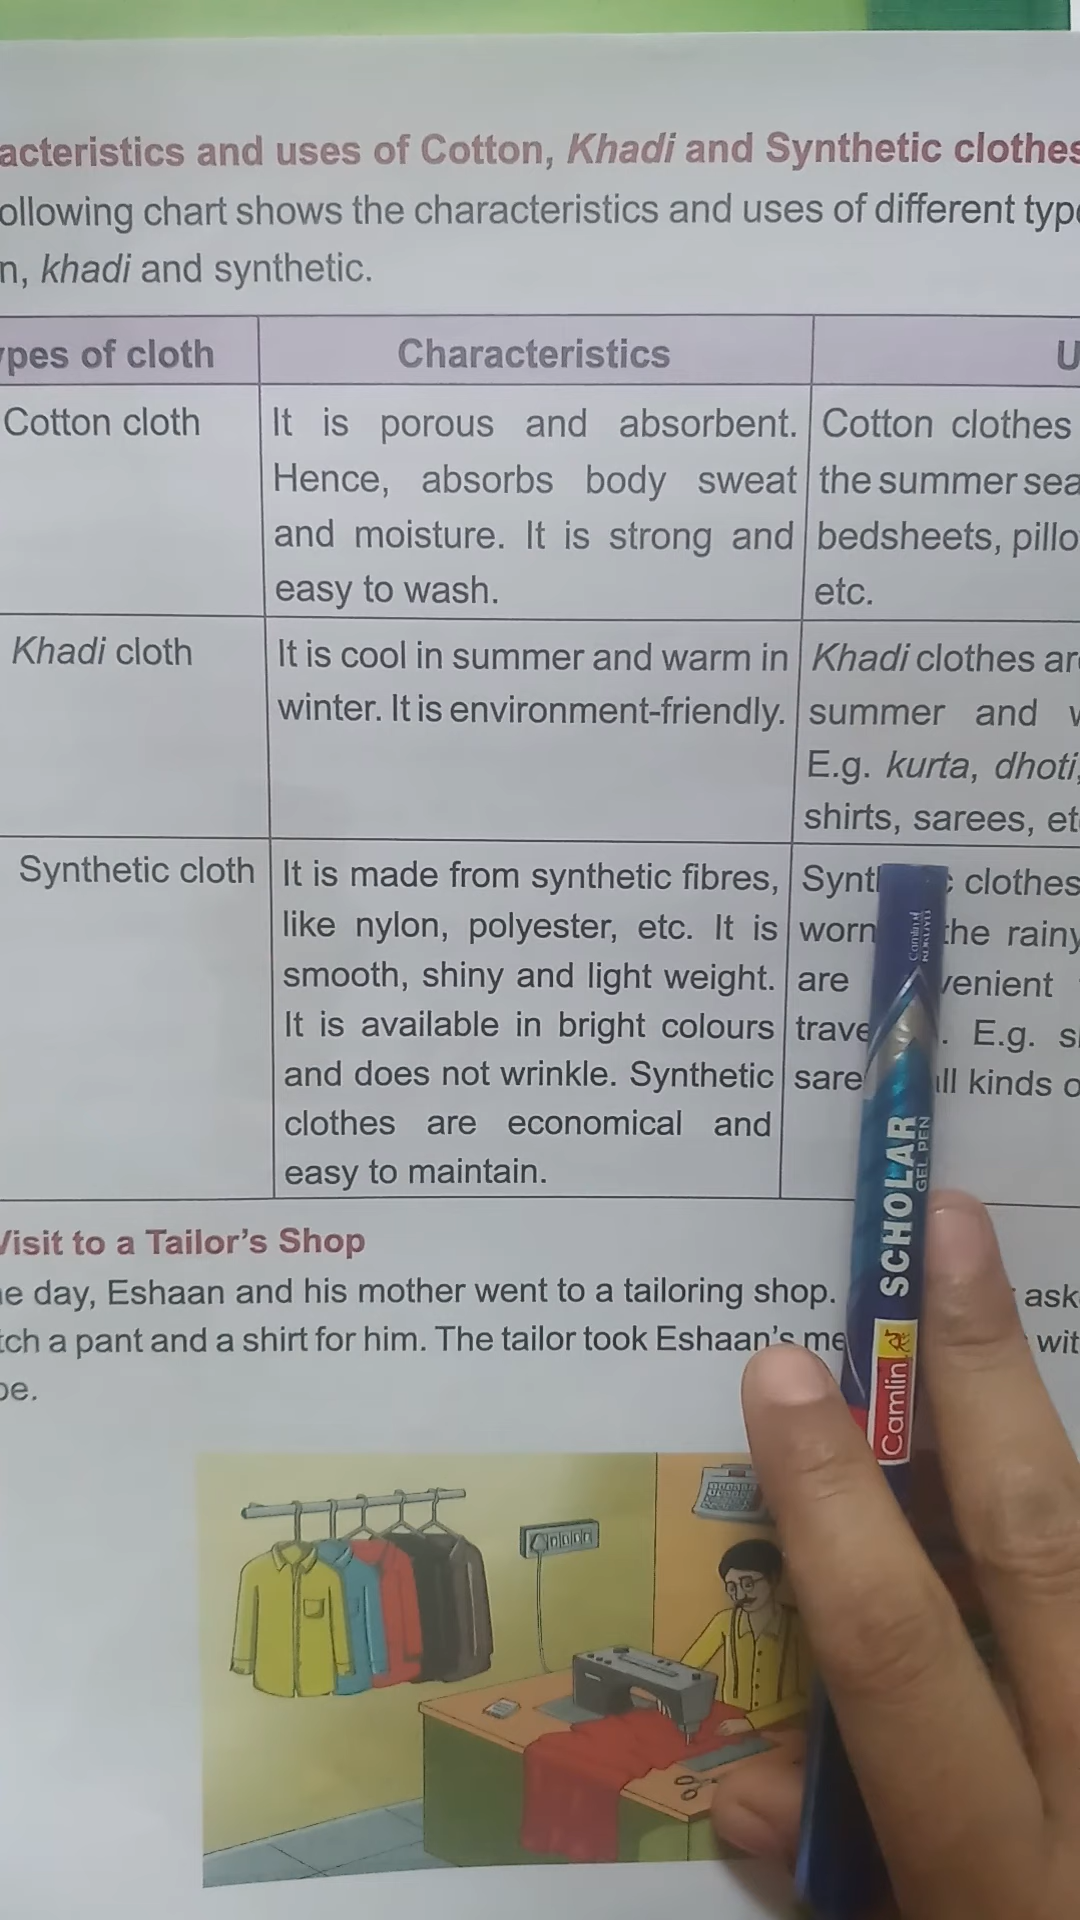 acteristics and uses of Cotton, Khadi and Synthetic clothes
ollowing chart shows the characteristics and uses of different type
n, khadi and synthetic.
ypes of cloth
Characteristics
U
Cotton cloth
It is porous and absorbent.
Hence, absorbs body sweat
and moisture. It is strong and
easy to wash.
Cotton clothes
the summer sea
bedsheets, pillo
etc.
Khadi cloth
It is cool in summer and warm in
winter. It is environment-friendly.
Khadi clothes are
summer and w
E.g. kurta, dhoti,
shirts, sarees, et
Synthetic cloth
It is made from synthetic fibres,
like nylon, polyester, etc. It is
smooth, shiny and light weight.
It is available in bright colours
and does not wrinkle. Synthetic
clothes are economical and
easy to maintain.
clothes
worn the rainy
are venient
trave . E.g. s
sare all kinds o
Visit to a Tailor's Shop
e day, Eshaan and his mother went to a tailoring shop. ask
tch a pant and a shirt for him. The tailor took Eshaan's me wit
pe.
Camlin
SCHOLAR
GEL PEN
Camlin
KOKUYO